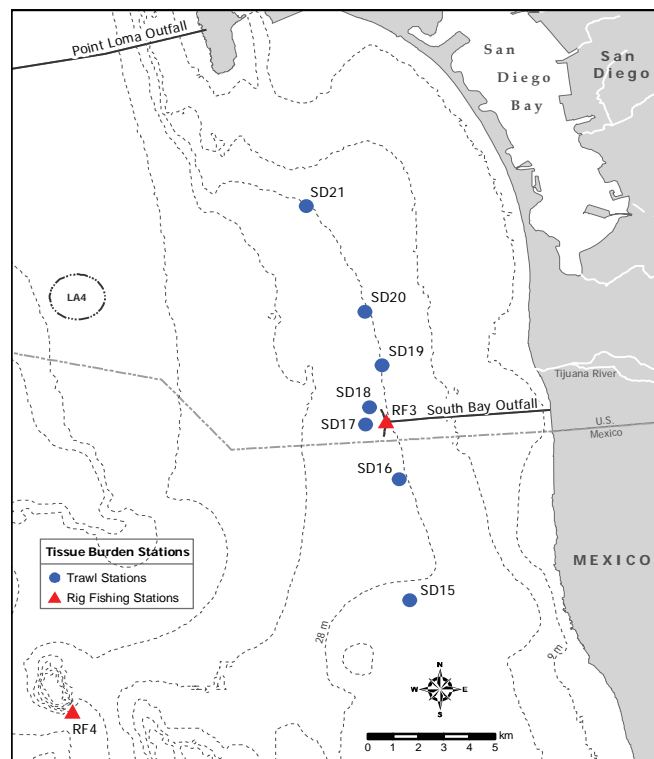 Point Loma Outfall
San
Diego
Bay
San
Diego
SD21
LA4
SD20
SD19
Tijuana River
SD18
RF3
South Bay Outfall
SD17
U.S.
Mexico
SD16
Tissue Burden Stations
Trawl Stations
Rig Fishing Stations
MEXICO
SD15
28 m
9 m
N
W
E
S
RF4
km
0 1 2 3 4 5